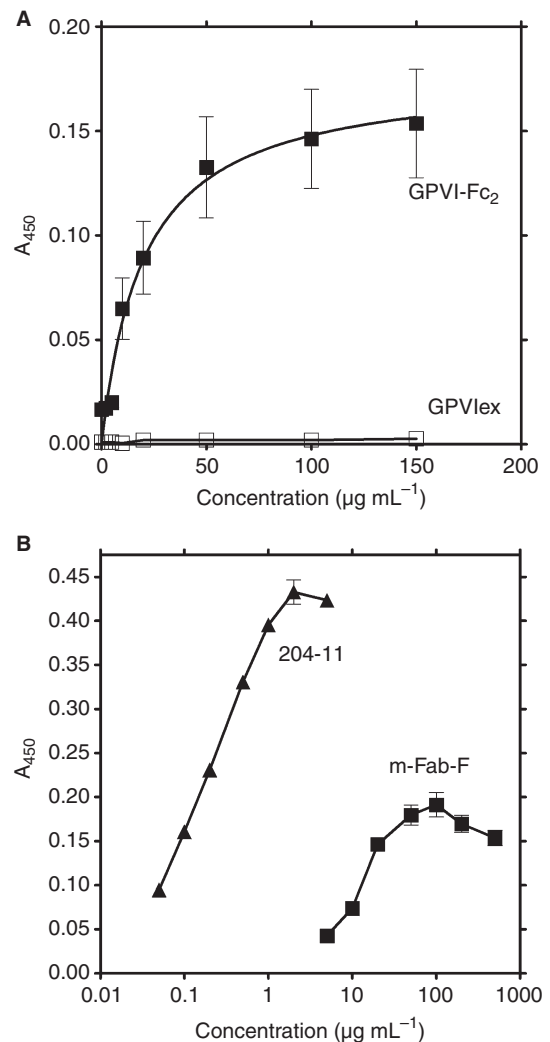 A
0.20
0.15
0.10
0.05
0.00
A450
GPVI-Fc2
GPVIex
0 50 100 150 200
Concentration (µg mL−1)
B
0.45
0.40
0.35
0.30
0.25
0.20
0.15
0.10
0.05
0.00
A450
204-11
m-Fab-F
0.01 0.1 1 10 100 1000
Concentration (µg mL−1)